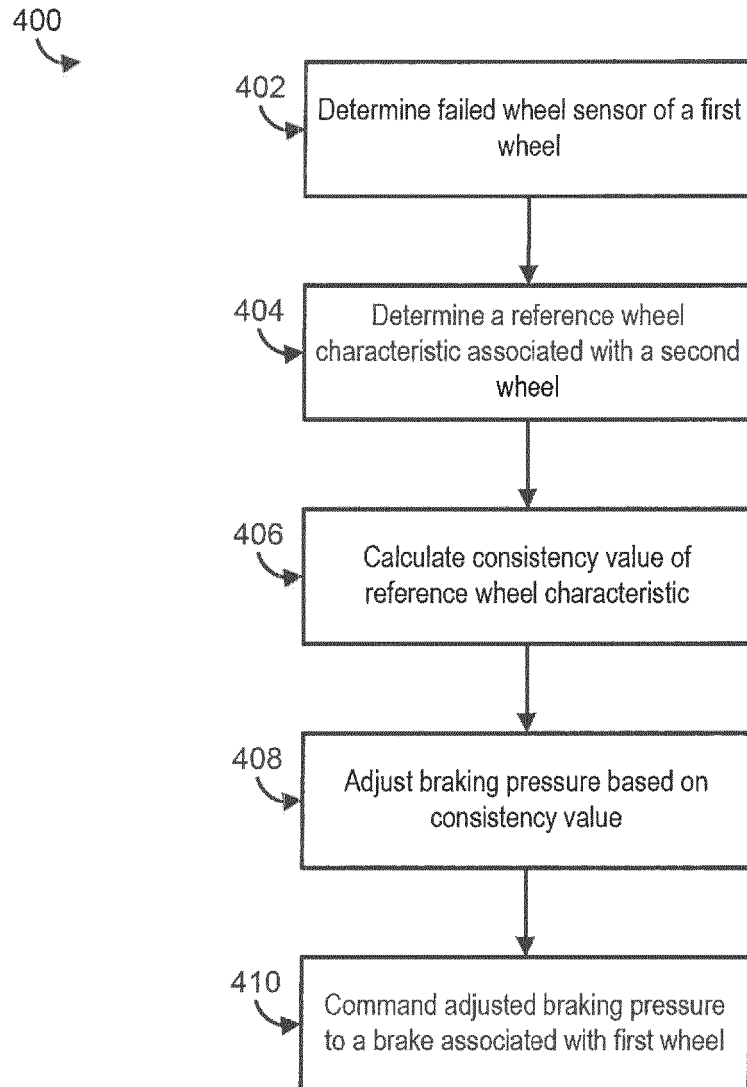 400
402
Determine failed wheel sensor of a first
wheel
404
Determine a reference wheel
characteristic associated with a second
wheel
406
Calculate consistency value of
reference wheel characteristic
408
Adjust braking pressure based on
consistency value
410
Command adjusted braking pressure
to a brake associated with first wheel